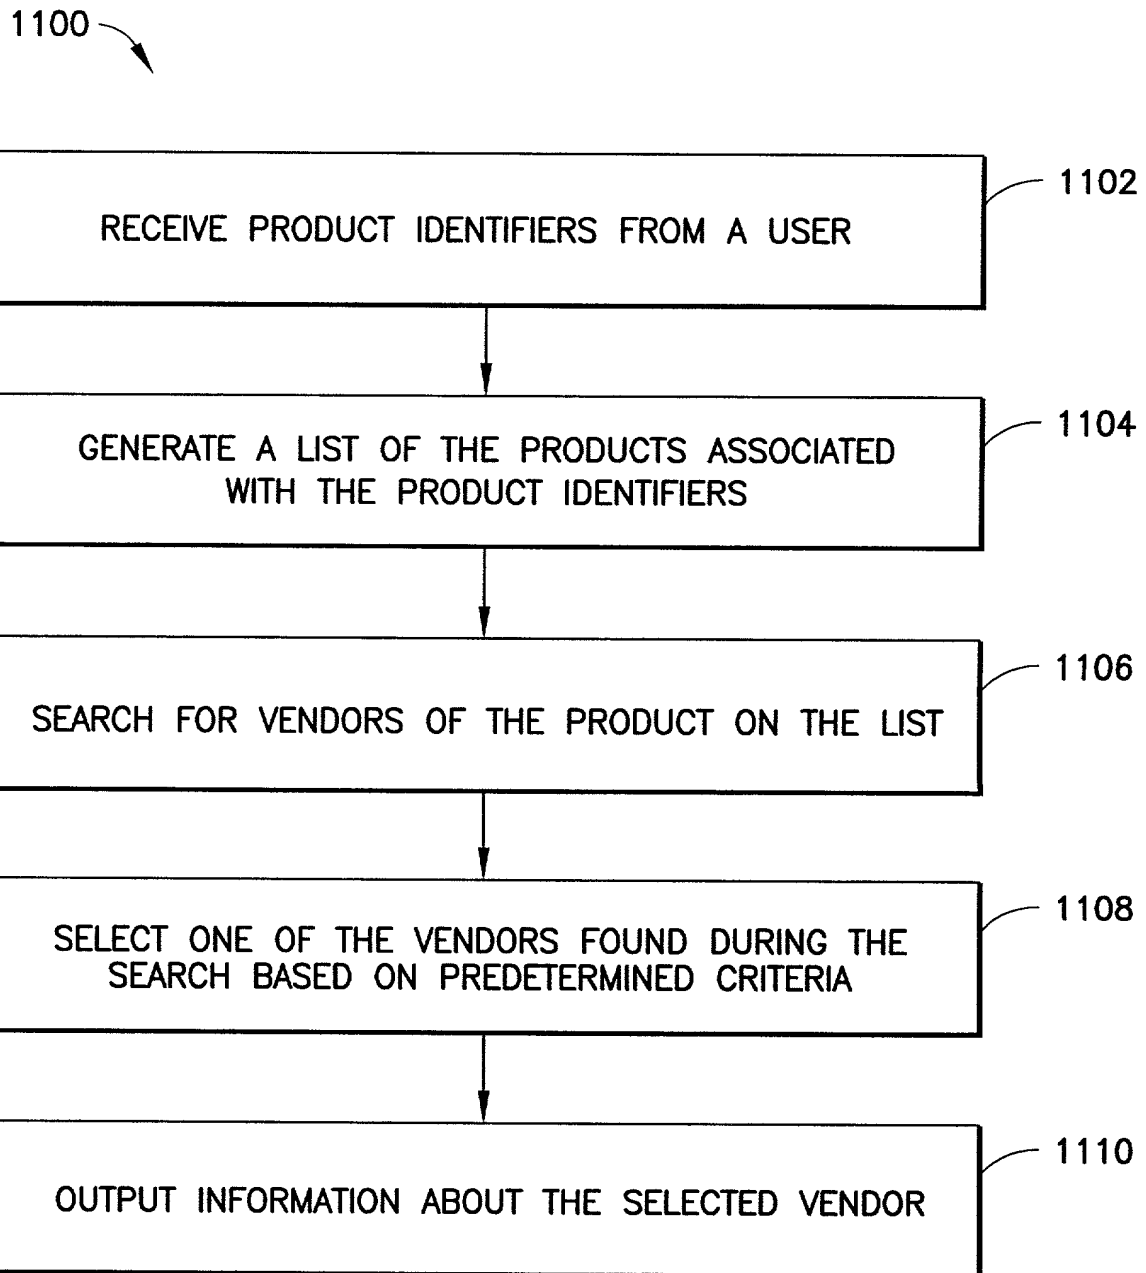 1100
RECEIVE PRODUCT IDENTIFIERS FROM A USER
1102
GENERATE A LIST OF THE PRODUCTS ASSOCIATED
WITH THE PRODUCT IDENTIFIERS
1104
SEARCH FOR VENDORS OF THE PRODUCT ON THE LIST
1106
SELECT ONE OF THE VENDORS FOUND DURING THE
SEARCH BASED ON PREDETERMINED CRITERIA
1108
OUTPUT INFORMATION ABOUT THE SELECTED VENDOR
1110